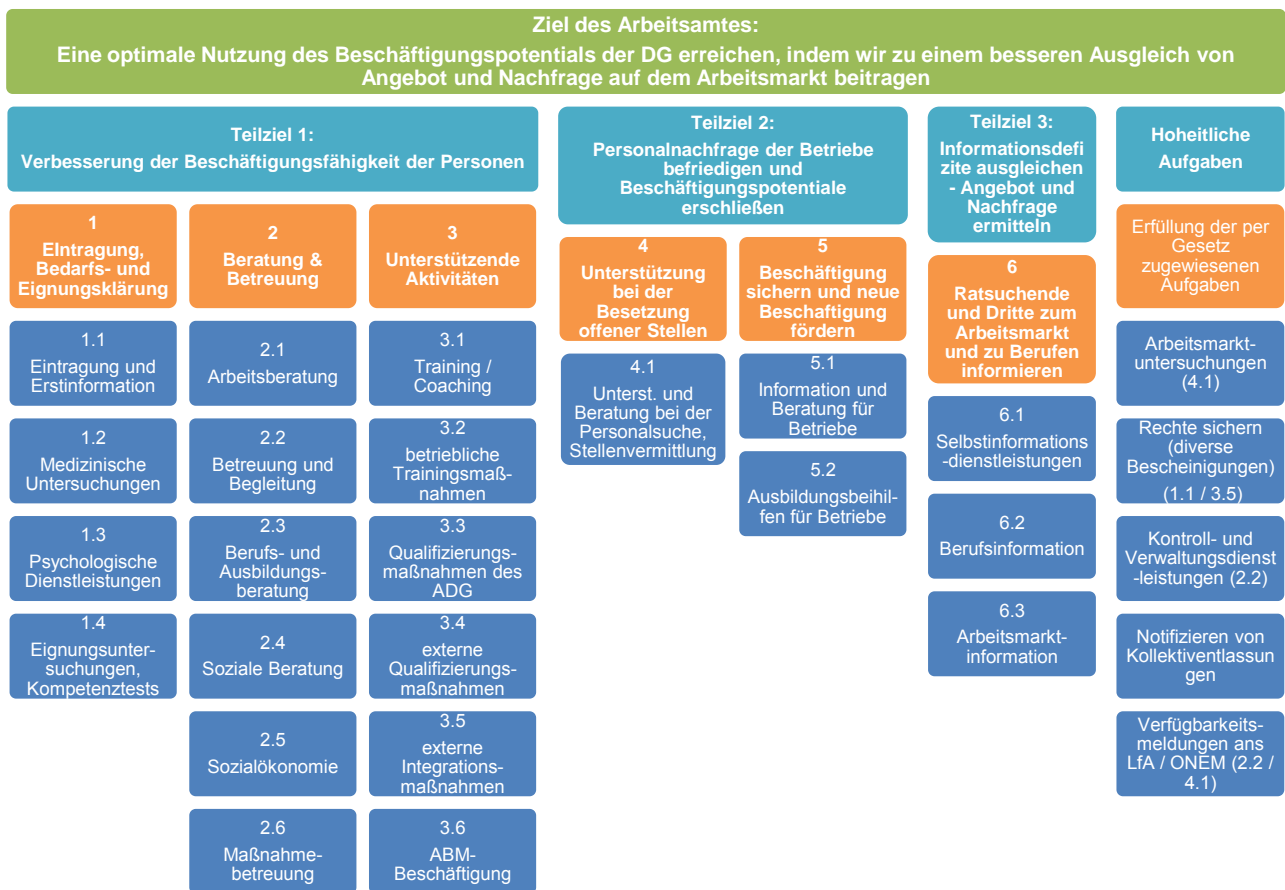 Ziel des Arbeitsamtes:
Eine optimale Nutzung des Beschäftigungspotentials der DG erreichen, indem wir zu einem besseren Ausgleich von
Angebot und Nachfrage auf dem Arbeitsmarkt beitragen
Teilziel 1:
Verbesserung der Beschäftigungsfähigkeit der Personen
1
EIntragung,
Bedarfs- und
Eignungsklärung
1.1
Eintragung und
Erstinformation
1.2
Medizinische
Untersuchungen
1.3
Psychologische
Dienstleistungen
1.4
Eignungsunter-
suchungen,
Kompetenztests
2
Beratung &
Betreuung
2.1
Arbeitsberatung
2.2
Betreuung und
Begleitung
2.3
Berufs- und
Ausbildungs-
beratung
2.4
Soziale Beratung
2.5
Sozialökonomie
2.6
Maßnahme-
betreuung
3
Unterstützende
Aktivitäten
3.1
Training /
Coaching
3.2
betriebliche
Trainingsmaß-
nahmen
3.3
Qualifizierungs-
maßnahmen des
ADG
3.4
externe
Qualifizierungs-
maßnahmen
3.5
externe
Integrations-
maßnahmen
3.6
ABM-
Beschäftigung
Teilziel 2:
Personalnachfrage der Betriebe
befriedigen und
Beschäftigungspotentiale
erschließen
4
Unterstützung
bei der
Besetzung
offener Stellen
4.1
Unterst. und
Beratung bei der
Personalsuche,
Stellenvermittlung
5
Beschäftigung
sichern und neue
Beschaftigung
fördern
5.1
Information und
Beratung für
Betriebe
5.2
Ausbildungsbeihil-
fen für Betriebe
Teilziel 3:
Informationsdefi
zite ausgleichen
- Angebot und
Nachfrage
ermitteln
6
Ratsuchende
und Dritte zum
Arbeitsmarkt
und zu Berufen
informieren
6.1
Selbstinformations
-dienstleistungen
6.2
Berufsinformation
6.3
Arbeitsmarkt-
information
Hoheitliche
Aufgaben
Erfüllung der per
Gesetz
zugewiesenen
Aufgaben
Arbeitsmarkt-
untersuchungen
(4.1)
Rechte sichern
(diverse
Bescheinigungen)
(1.1 / 3.5)
Kontroll- und
Verwaltungsdienst
-leistungen (2.2)
Notifizieren von
Kollektiventlassun
gen
Verfügbarkeits-
meldungen ans
LfA / ONEM (2.2 /
4.1)